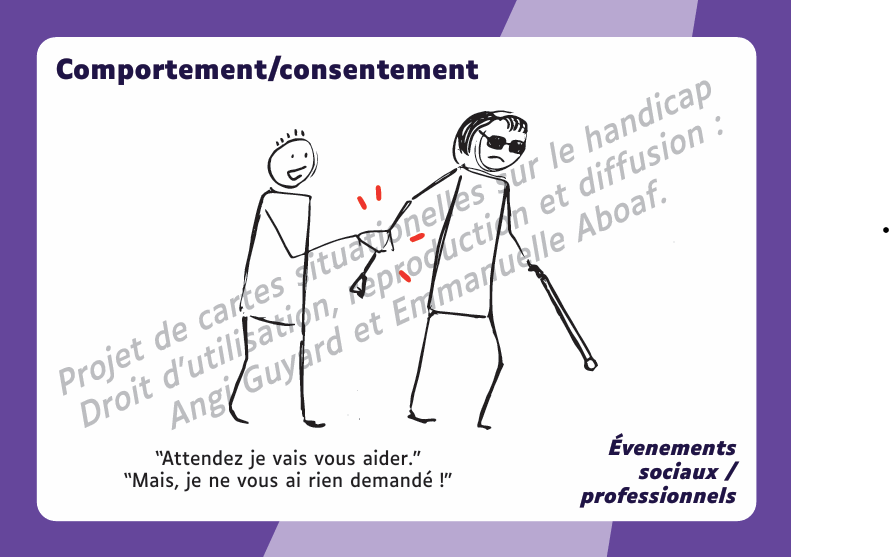 Comportement/consentement
Projet de cartes situationelles sur le handicap
Droit d'utilisation, reproduction et diffusion :
Angi Guyard et Emmanuelle Aboaf.
“Attendez je vais vous aider.”
“Mais, je ne vous ai rien demandé !”
Évenements
sociaux /
professionnels